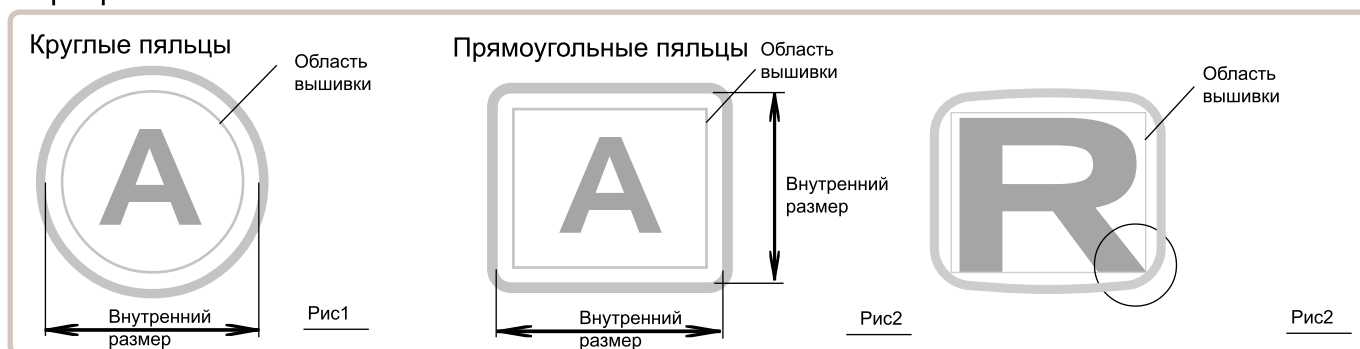 Круглые пяльцы
Область
вышивки
A
Внутренний
размер
Рис1
Прямоугольные пяльцы
Область
вышивки
A
Внутренний
размер
Внутренний
размер
Рис2
Область
вышивки
R
Рис2